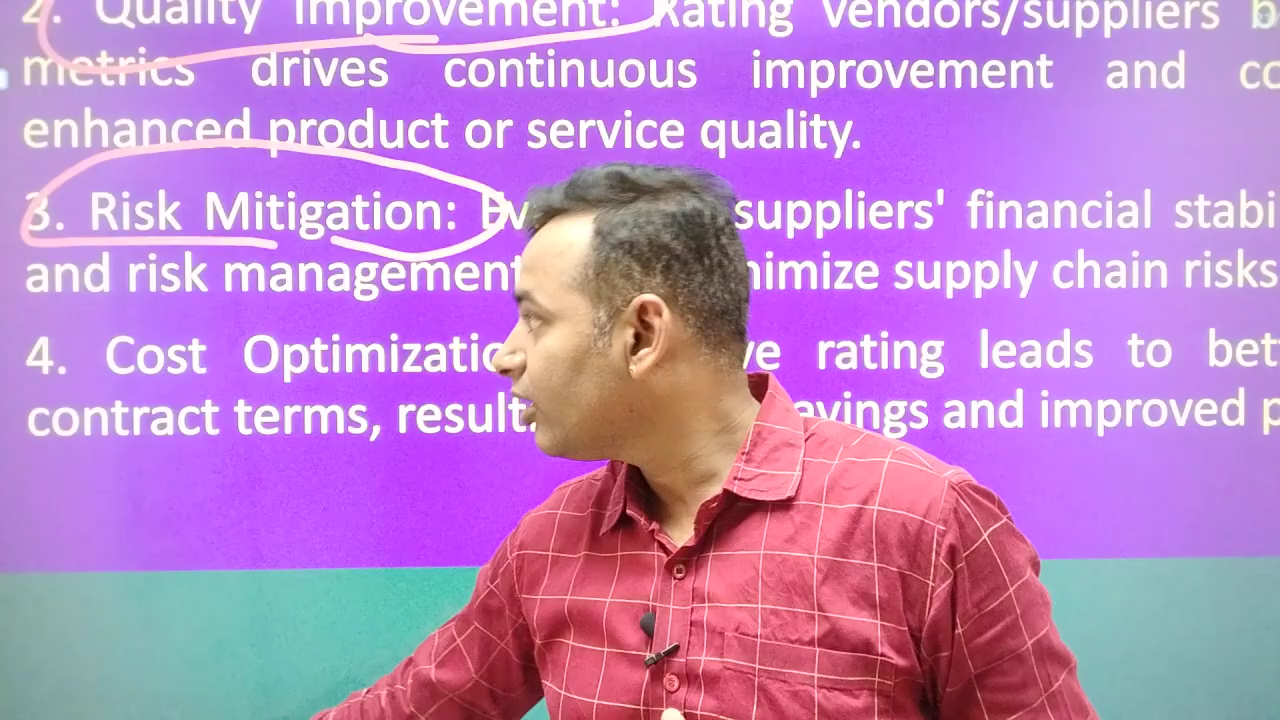 2. Quality Improvement: Rating vendors/suppliers
metrics drives continuous improvement and
enhanced product or service quality.
3. Risk Mitigation: suppliers' financial
and risk management supply chain risks
4. Cost Optimization rating leads to
contract terms, and improved